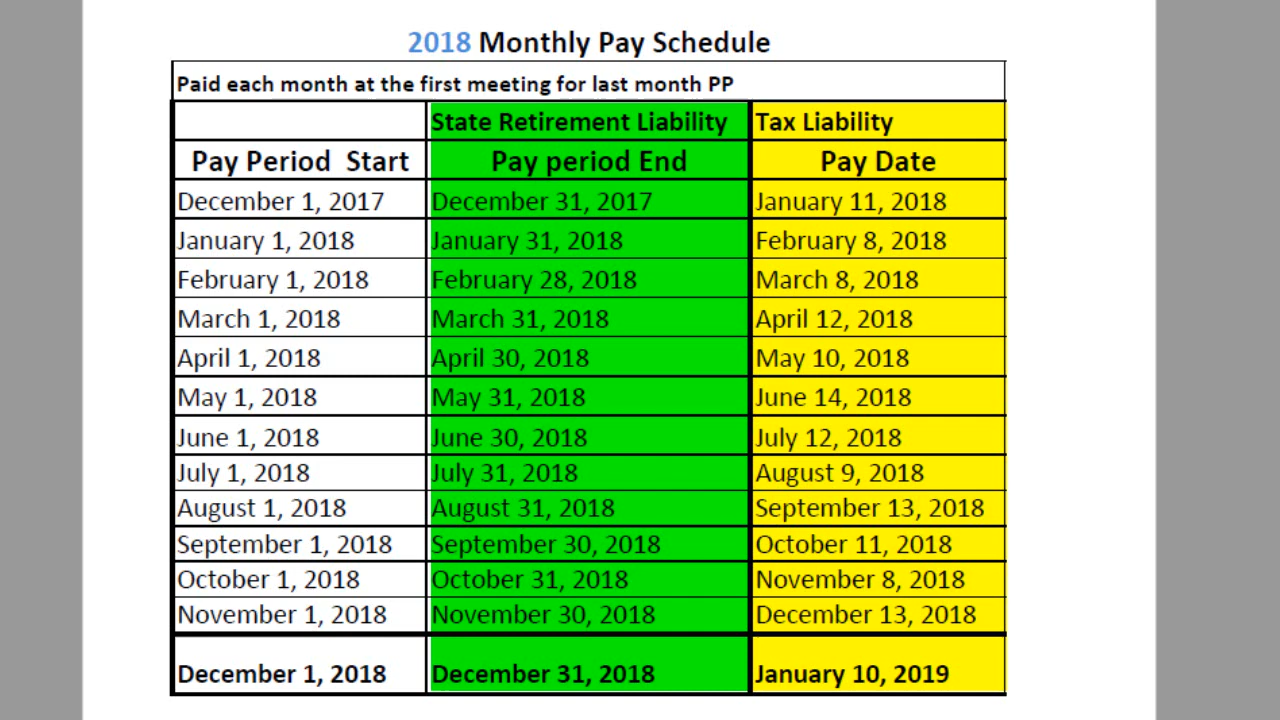 2018 Monthly Pay Schedule
Paid each month at the first meeting for last month PP
State Retirement Liability Tax Liability
Pay Period Start Pay period End Pay Date
December 1, 2017 December 31, 2017 January 11, 2018
January 1, 2018 January 31, 2018 February 8, 2018
February 1, 2018 February 28, 2018 March 8, 2018
March 1, 2018 March 31, 2018 April 12, 2018
April 1, 2018 April 30, 2018 May 10, 2018
May 1, 2018 May 31, 2018 June 14, 2018
June 1, 2018 June 30, 2018 July 12, 2018
July 1, 2018 July 31, 2018 August 9, 2018
August 1, 2018 August 31, 2018 September 13, 2018
September 1, 2018 September 30, 2018 October 11, 2018
October 1, 2018 October 31, 2018 November 8, 2018
November 1, 2018 November 30, 2018 December 13, 2018
December 1, 2018 December 31, 2018 January 10, 2019